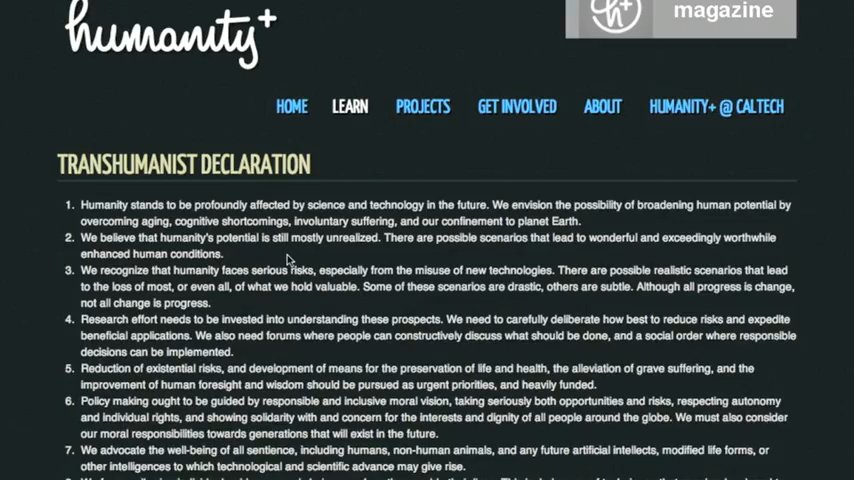 humanity+
h+
magazine
HOME LEARN PROJECTS GET INVOLVED ABOUT HUMANITY+ @ CALTECH
TRANSHUMANIST DECLARATION
1. Humanity stands to be profoundly affected by science and technology in the future. We envision the possibility of broadening human potential by
overcoming aging, cognitive shortcomings, involuntary suffering, and our confinement to planet Earth.
2. We believe that humanity's potential is still mostly unrealized. There are possible scenarios that lead to wonderful and exceedingly worthwhile
enhanced human conditions.
3. We recognize that humanity faces serious risks, especially from the misuse of new technologies. There are possible realistic scenarios that lead
to the loss of most, or even all, of what we hold valuable. Some of these scenarios are drastic, others are subtle. Although all progress is change,
not all change is progress.
4. Research effort needs to be invested into understanding these prospects. We need to carefully deliberate how best to reduce risks and expedite
beneficial applications. We also need forums where people can constructively discuss what should be done, and a social order where responsible
decisions can be implemented.
5. Reduction of existential risks, and development of means for the preservation of life and health, the alleviation of grave suffering, and the
improvement of human foresight and wisdom should be pursued as urgent priorities, and heavily funded.
6. Policy making ought to be guided by responsible and inclusive moral vision, taking seriously both opportunities and risks, respecting autonomy
and individual rights, and showing solidarity with and concern for the interests and dignity of all people around the globe. We must also consider
our moral responsibilities towards generations that will exist in the future.
7. We advocate the well-being of all sentience, including humans, non-human animals, and any future artificial intellects, modified life forms, or
other intelligences to which technological and scientific advance may give rise.